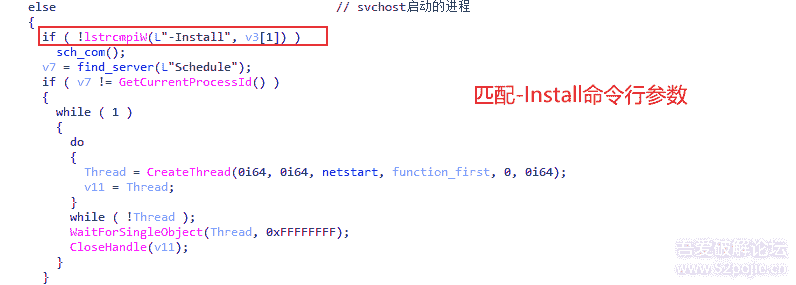 else // svchost启动的进程
{
if ( !lstrcmpiW(L"-Install", v3[1]) )
sch_com();
v7 = find_server(L"Schedule");
if ( v7 != GetCurrentProcessId() )
匹配-Install命令行参数
{
while ( 1 )
{
do
{
Thread = CreateThread(0i64, 0i64, netstart, function_first, 0, 0i64);
v11 = Thread;
}
while ( !Thread );
WaitForSingleObject(Thread, 0xFFFFFFFF);
CloseHandle(v11);
}
}
吾爱破解论坛
www.52pojie.cn